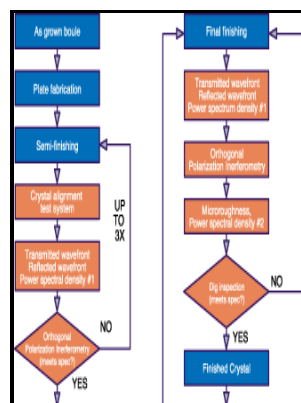 As grown boule
Plate fabrication
Semi-finishing
Crystal alignment
test system
Transmitted wavefront
Reflected wavefront
Power spectral density #1
Orthogonal
Polarization Inerferometry
(meets spec?)
NO
YES
UP
TO
3X
Final finishing
Transmitted wavefront
Reflected wavefront
Power spectrum density #1
Orthogonal
Polarization Inerferometry
Microroughness,
Power spectral density #2
Dig inspection
(meets spec?)
NO
YES
Finished Crystal